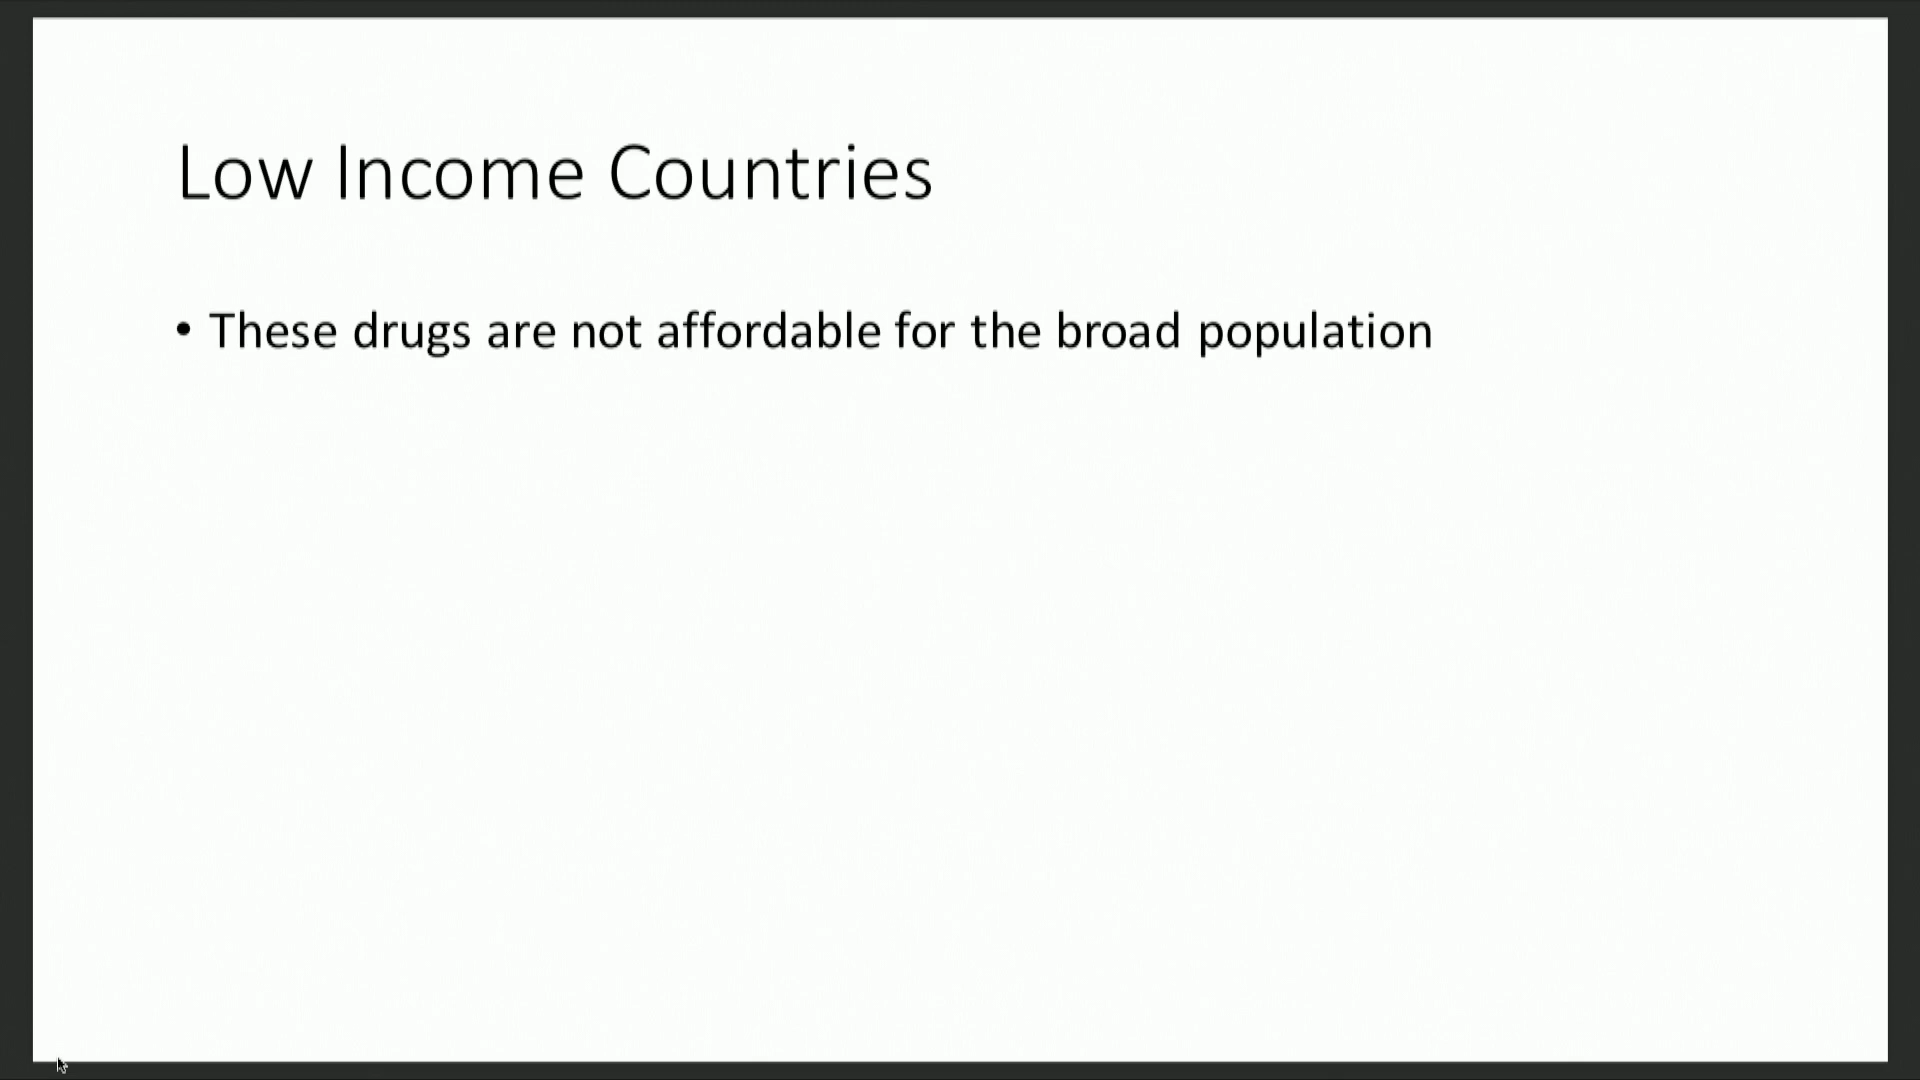 Low Income Countries
• These drugs are not affordable for the broad population